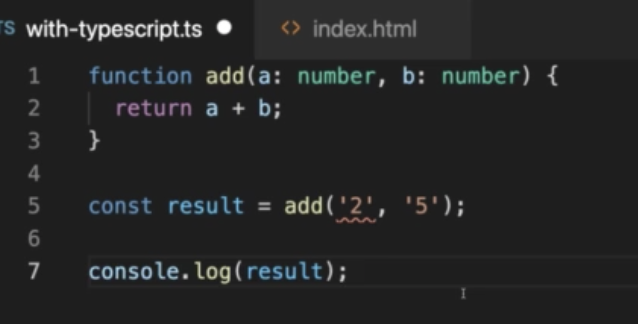 TS with-typescript.ts index.html
1 function add(a: number, b: number) {
2 return a + b;
3 }
4
5 const result = add('2', '5');
6
7 console.log(result);